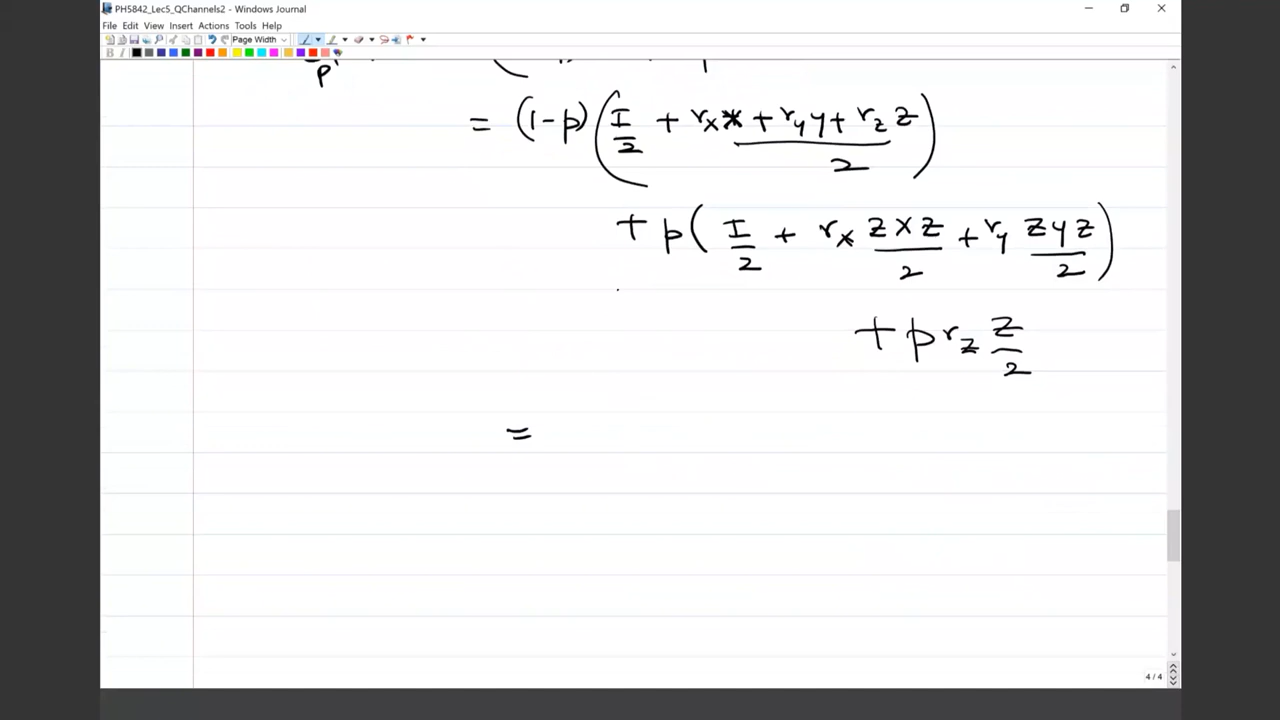 PH5842_Lec5_QChannels2 - Windows Journal
File Edit View Insert Actions Tools Help
Page Width
B I
p
= (1-p) (I/2 + r_x X + r_y Y + r_z Z / 2)
+ p ( I/2 + r_x ZXZ/2 + r_y ZYZ/2 )
+ p r_z Z/2
=
4 / 4